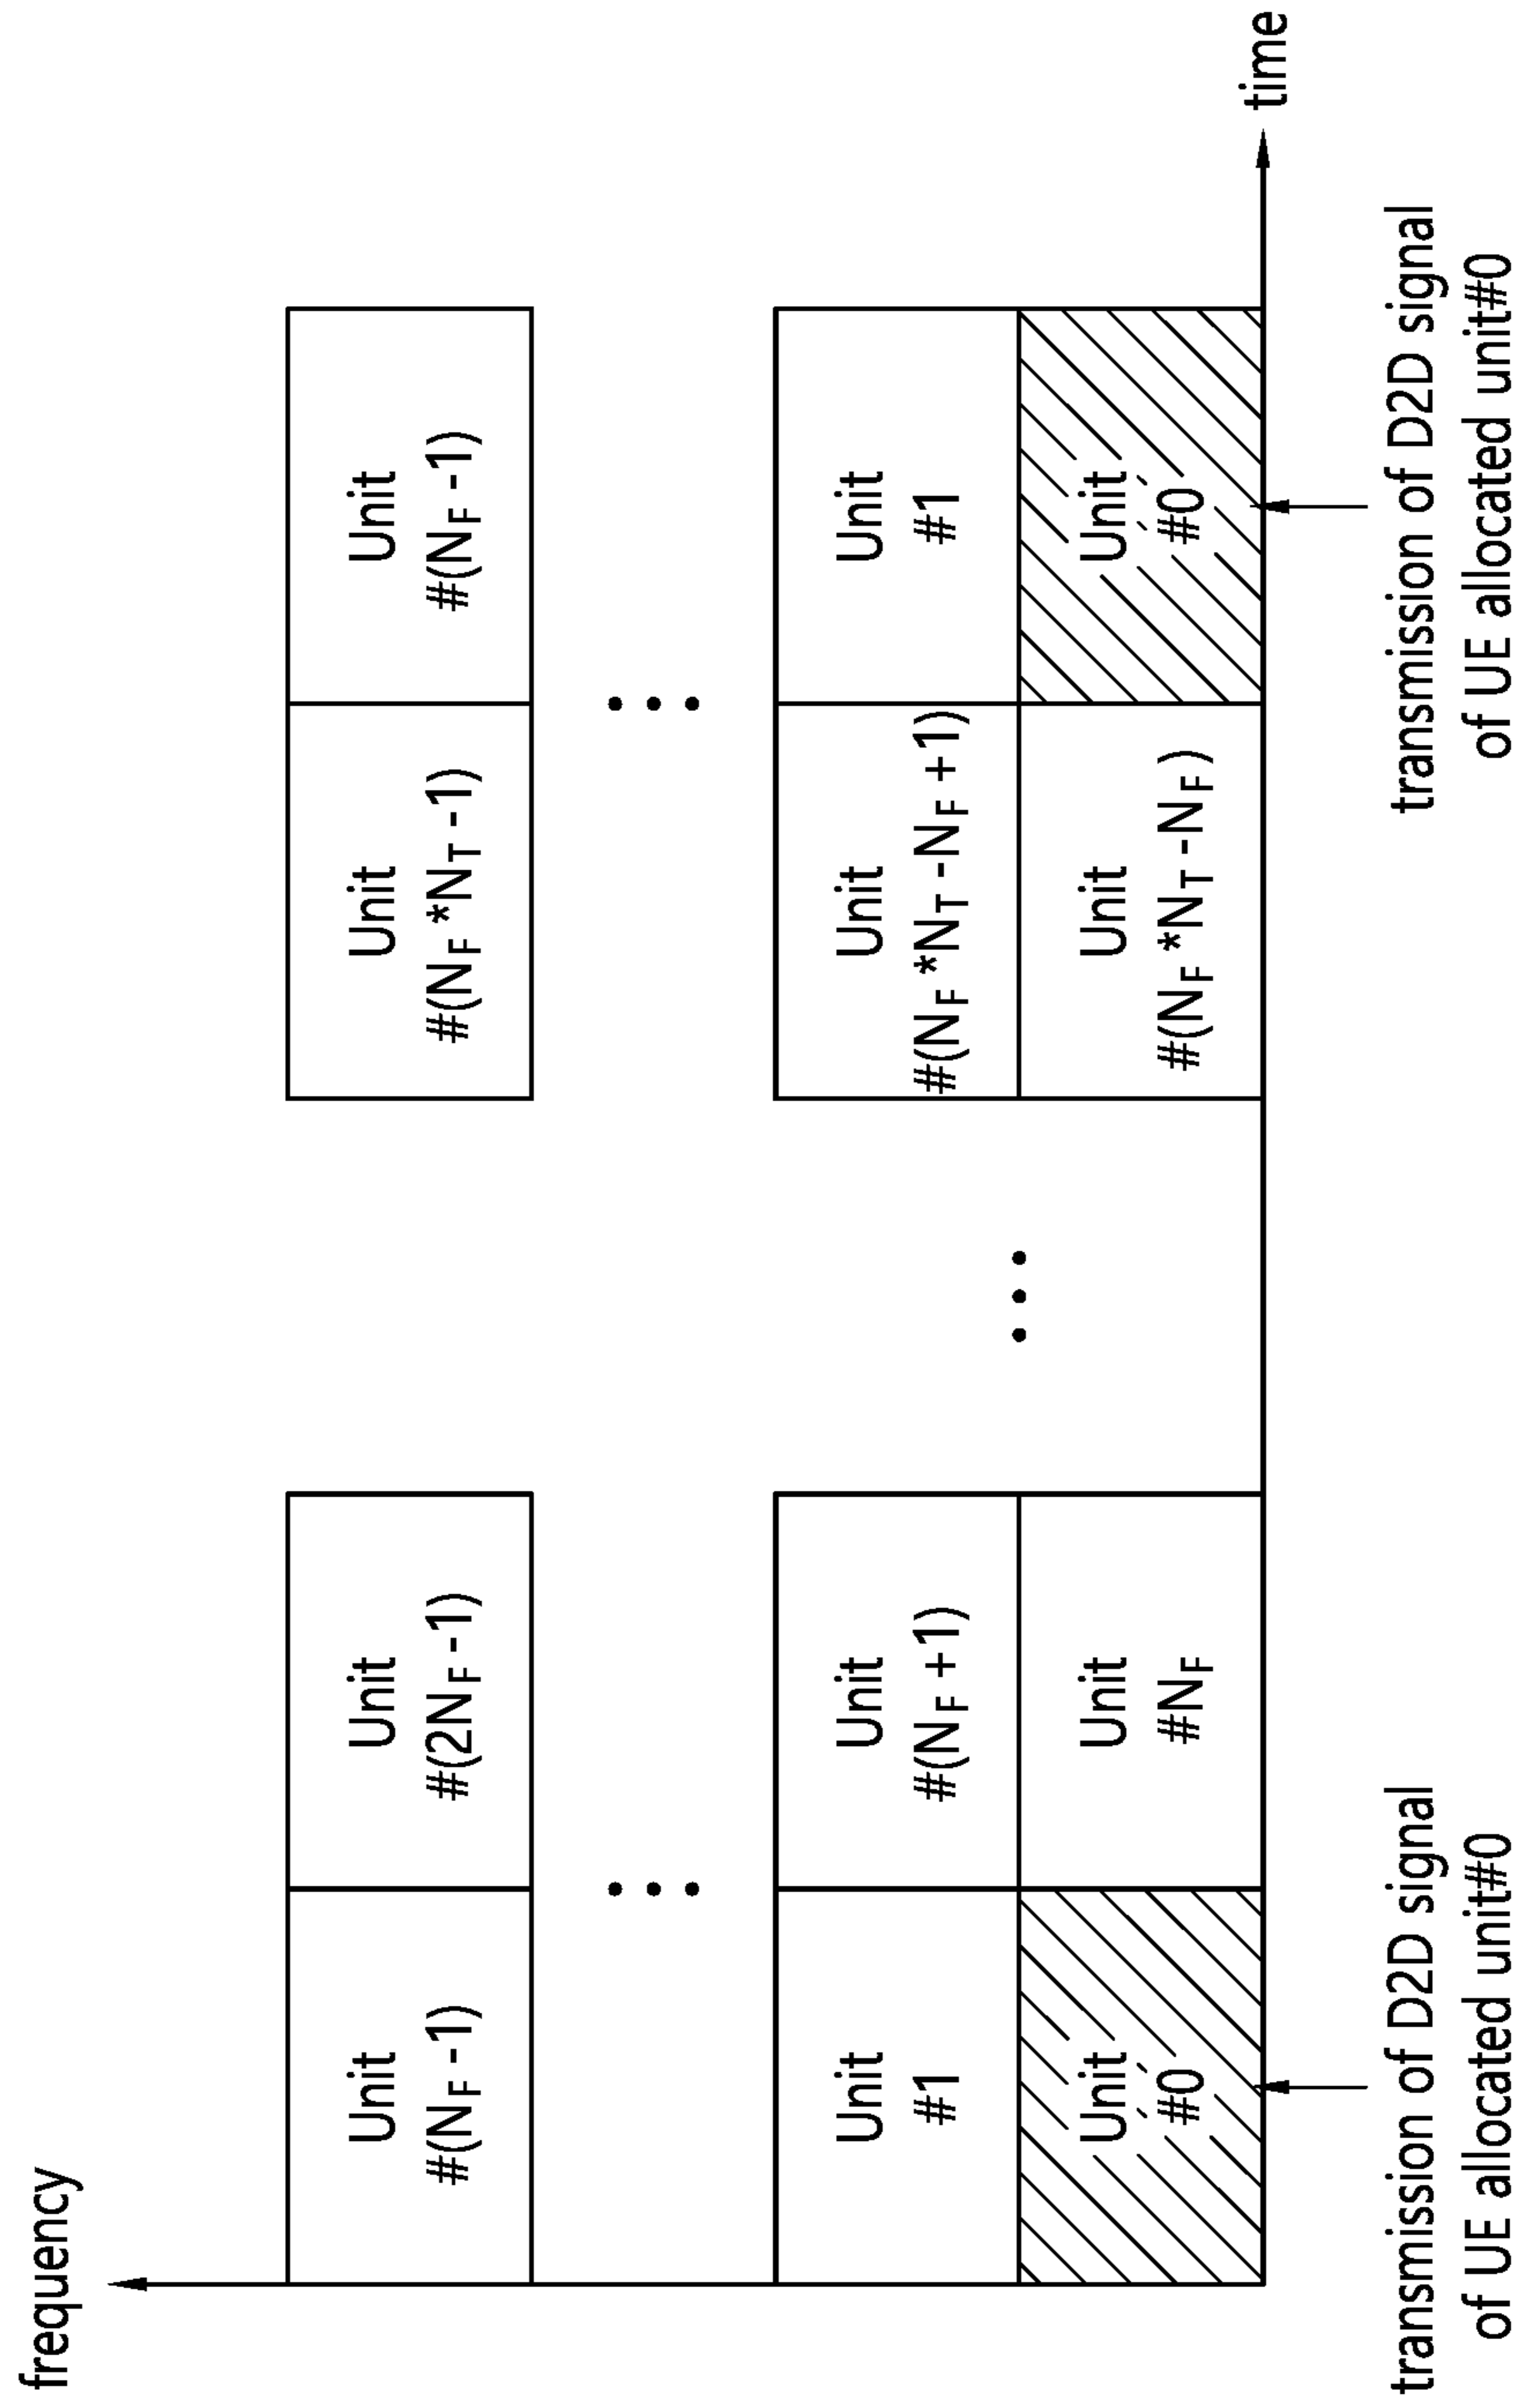 frequency
Unit
#(N_F -1)
Unit
#(2N_F -1)
Unit
#(N_F *N_T -1)
Unit
#(N_F -1)
Unit
#1
Unit
#(N_F +1)
Unit
#(N_F *N_T -N_F +1)
Unit
#1
Unit
#0
Unit
#N_F
Unit
#(N_F *N_T -N_F )
Unit
#0
time
transmission of D2D signal
of UE allocated unit#0
transmission of D2D signal
of UE allocated unit#0